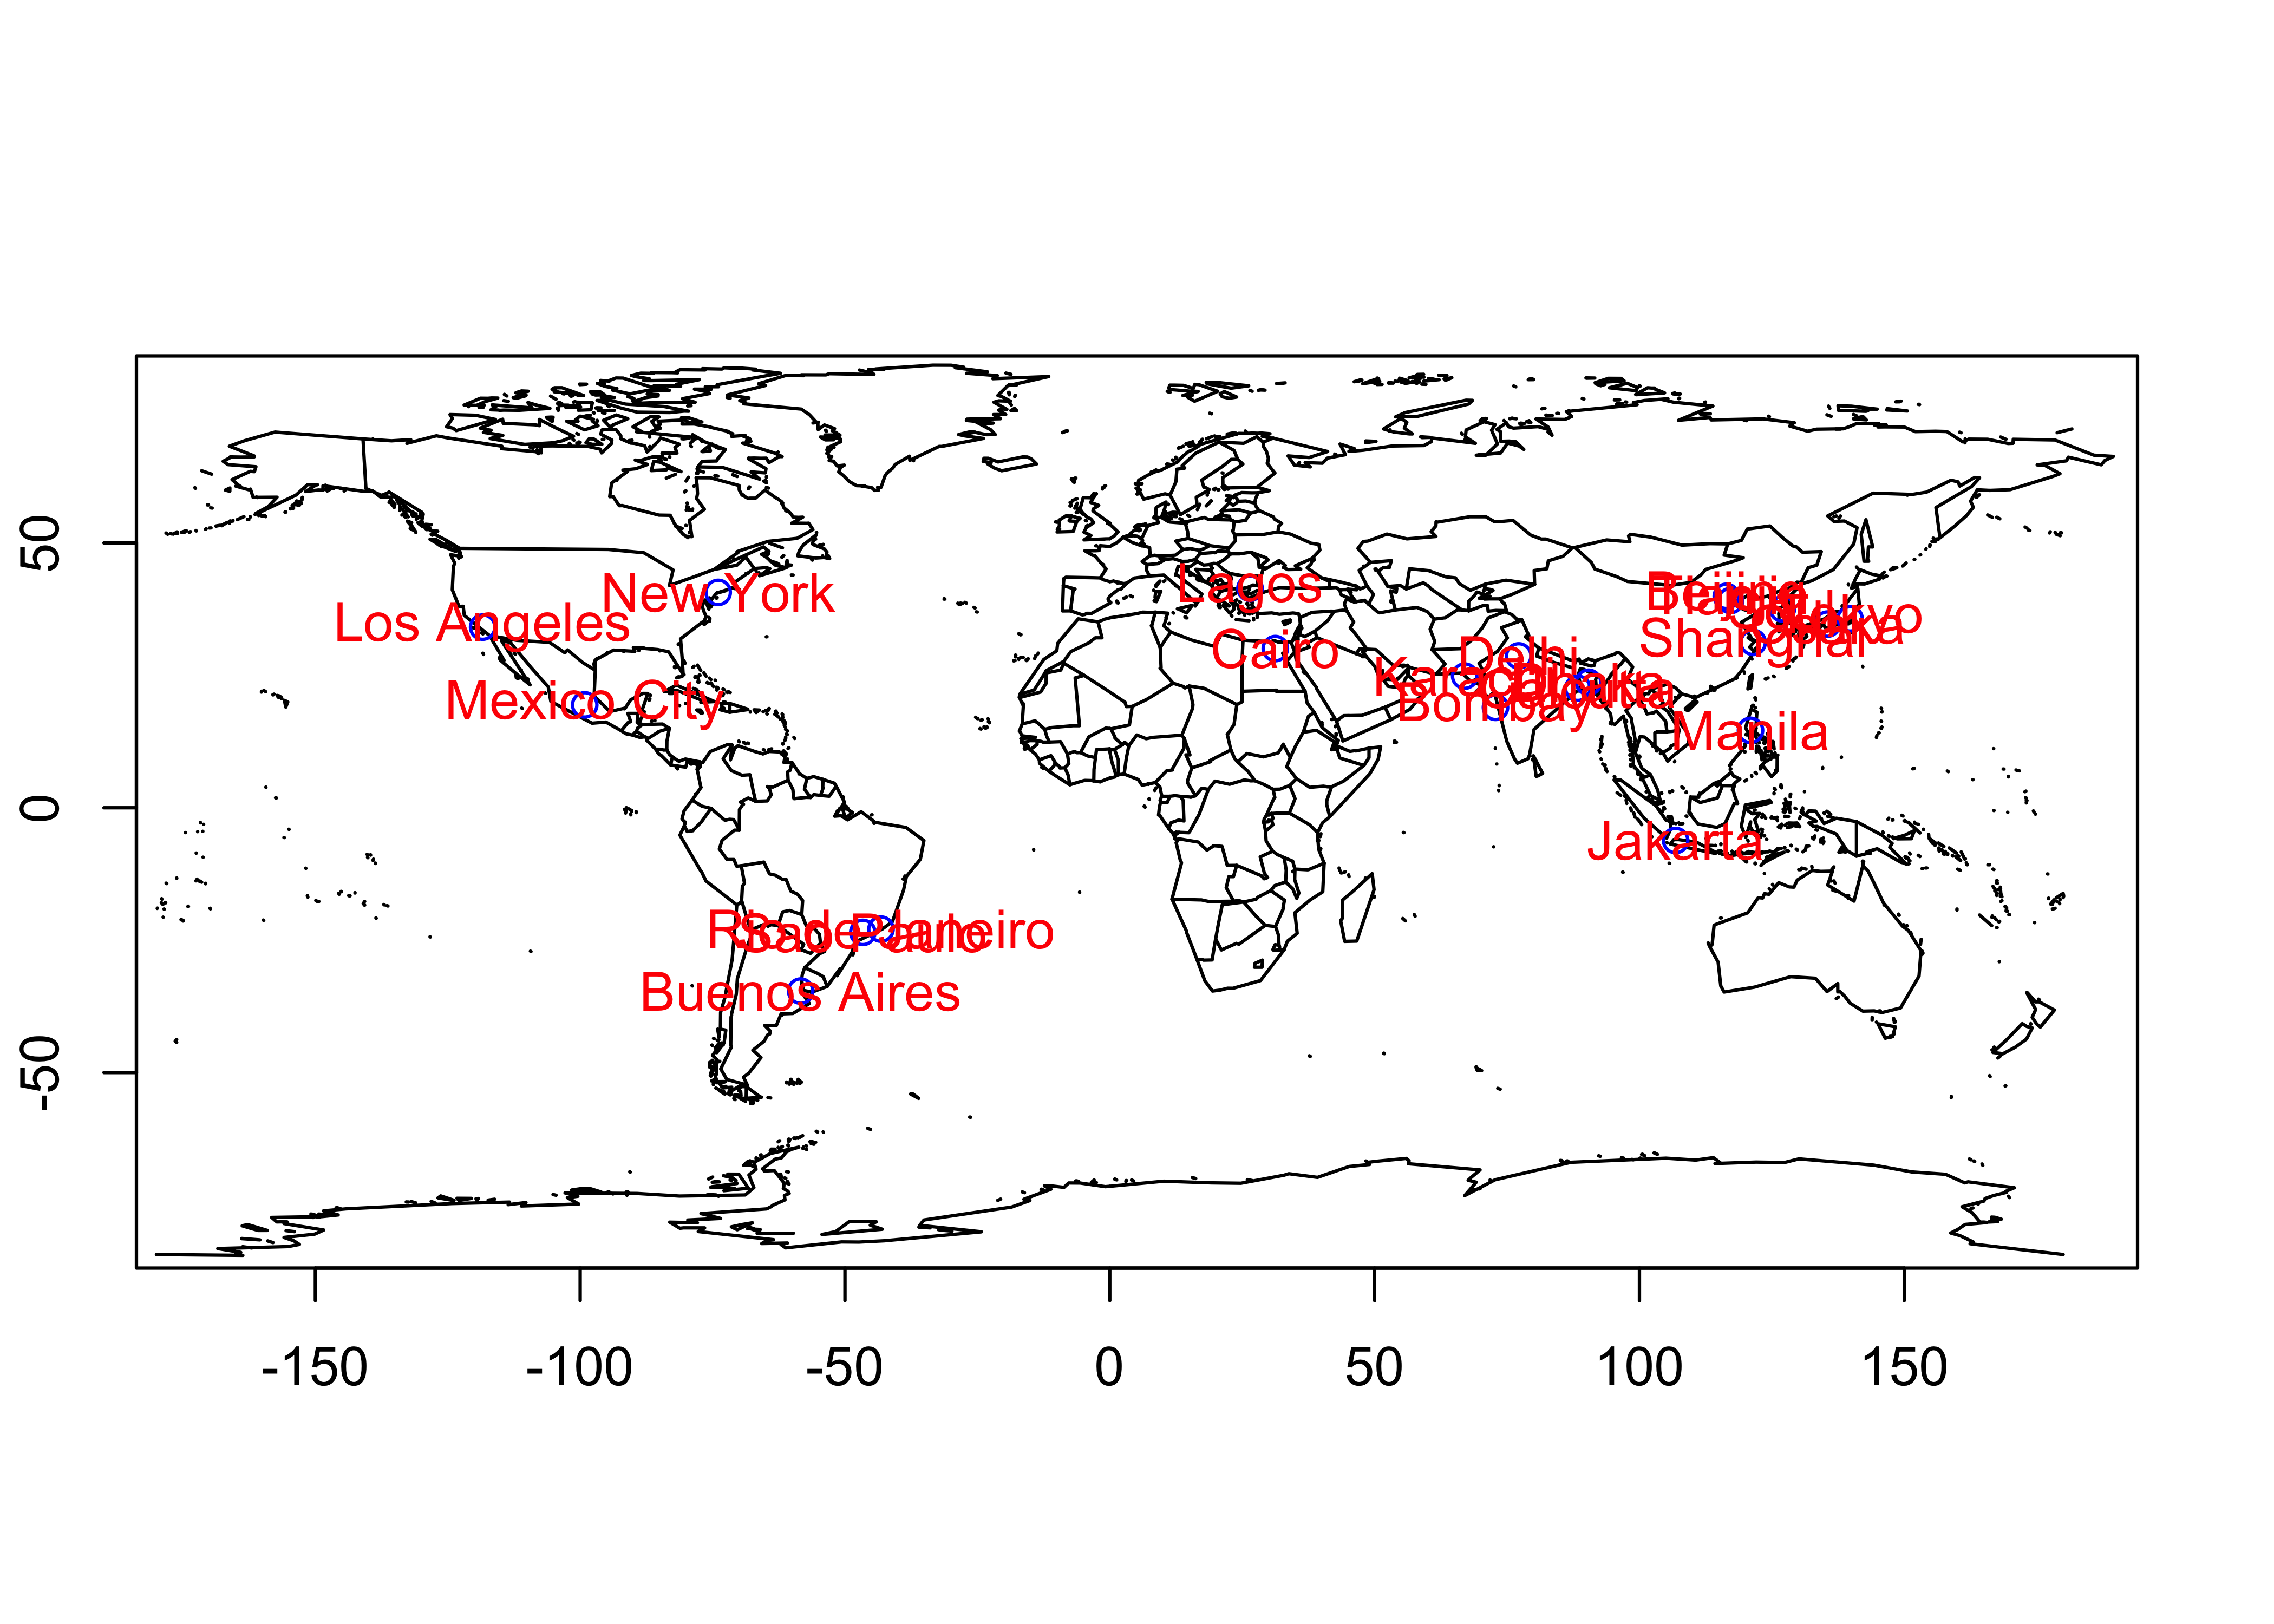 50
0
-50
New York
Los Angeles
Mexico City
Lagos
Cairo
Beijing
Tianjin
Seoul
Tokyo
Osaka
Shanghai
Delhi
Karachi
Dhaka
Calcutta
Bombay
Manila
Jakarta
Rio de Janeiro
Sao Paulo
Buenos Aires
-150
-100
-50
0
50
100
150